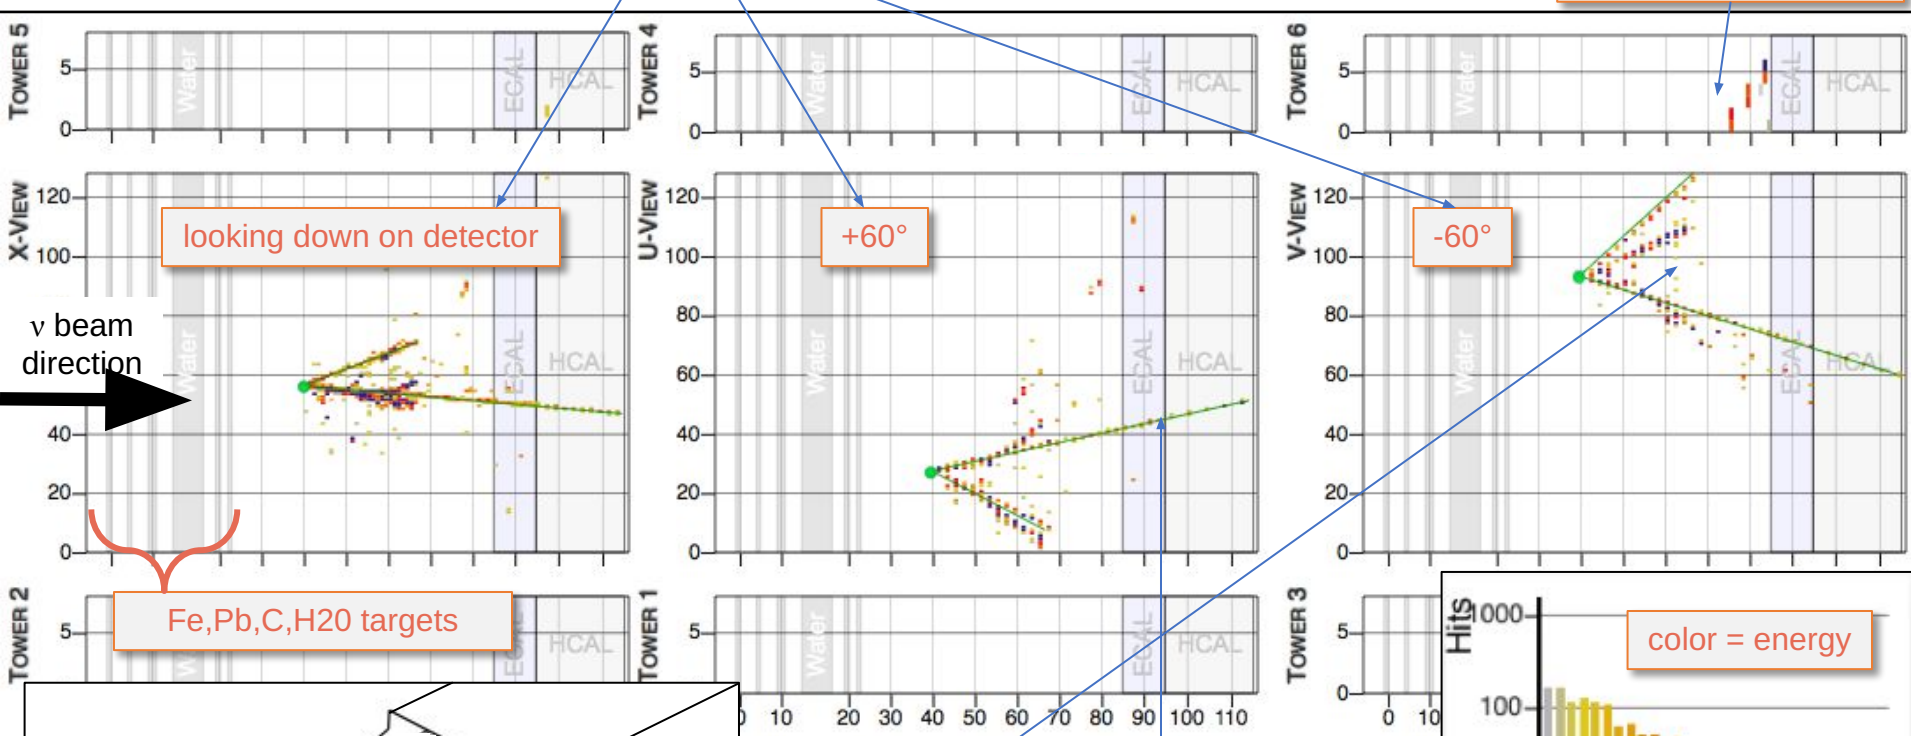 TOWER 5
5
0
Water
ECAL
HCAL
TOWER 4
5
0
Water
ECAL
HCAL
TOWER 6
5
0
Water
ECAL
HCAL
X-VIEW
120
100
40
20
0
looking down on detector
ν beam
direction
Water
ECAL
HCAL
U-VIEW
120
100
80
60
40
20
0
+60°
Water
ECAL
HCAL
V-VIEW
120
100
80
60
40
20
0
-60°
Water
ECAL
HCAL
Fe,Pb,C,H20 targets
TOWER 2
5
HCAL
TOWER 1
5
0
Water
ECAL
HCAL
10 20 30 40 50 60 70 80 90 100 110
TOWER 3
5
0
0 10
Hits
1000
100
color = energy